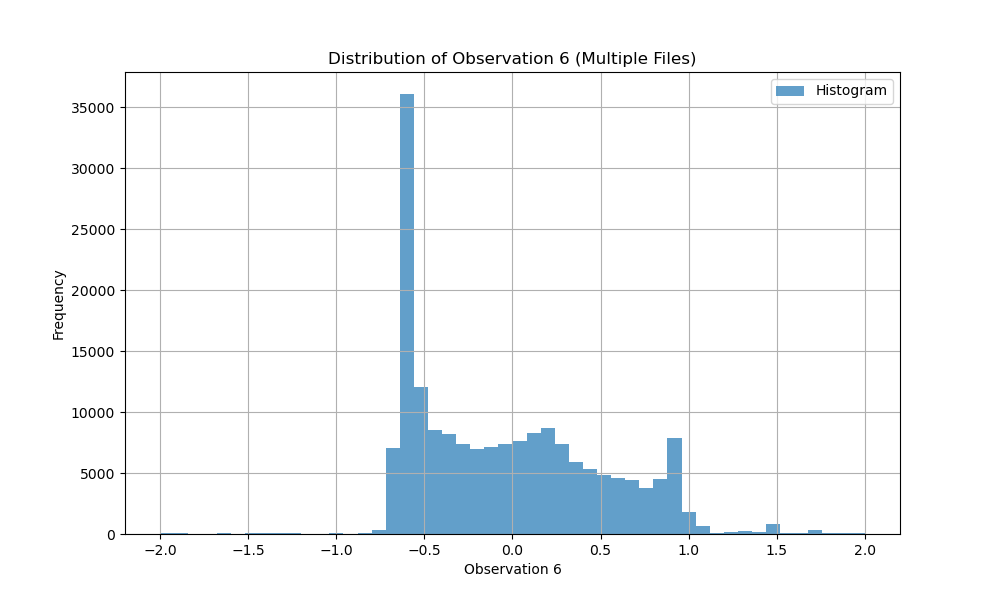 Distribution of Observation 6 (Multiple Files)
Histogram
35000
30000
25000
20000
15000
10000
5000
0
Frequency
−2.0 −1.5 −1.0 −0.5 0.0 0.5 1.0 1.5 2.0
Observation 6